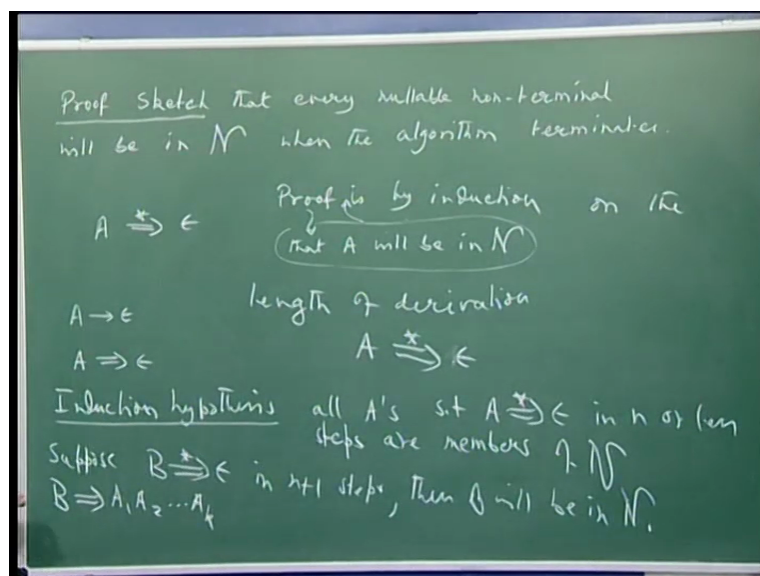 Proof sketch that every nullable non-terminal
will be in N when the algorithm terminates.
Proof is by induction on the
A *⇒ ∈ that A will be in N
length of derivation
A → ∈
A ⇒ ∈ A *⇒ ∈
Induction hypothesis all A's s.t A *⇒ ∈ in n or less
steps are members of N
Suppose B *⇒ ∈ in n+1 steps, then B will be in N.
B ⇒ A₁ A₂ ... Aₖ